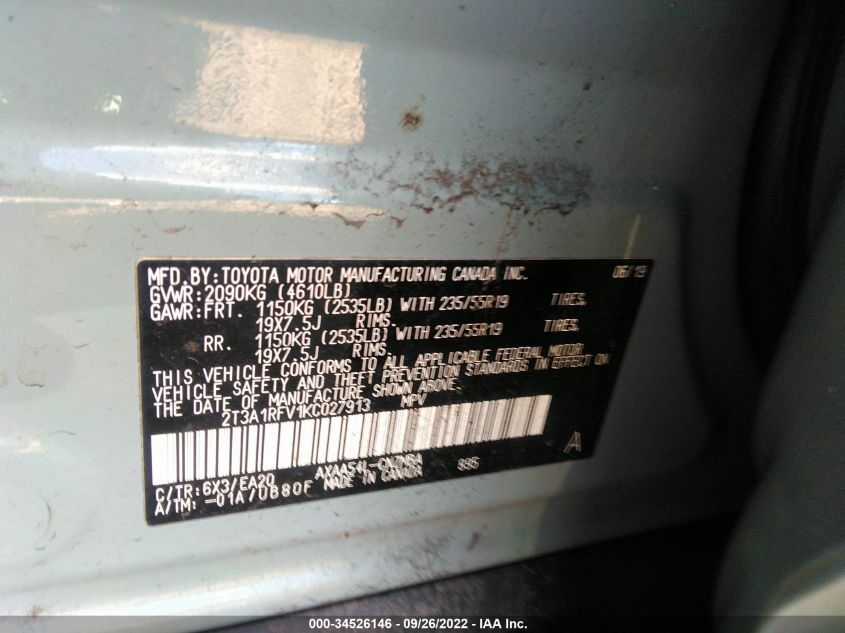 MFD. BY: TOYOTA MOTOR MANUFACTURING CANADA INC. 06/19
GVWR: 2090KG (4610LB)
GAWR: FRT. 1150KG (2535LB) WITH 235/55R19 TIRES,
19X7.5J RIMS.
RR. 1150KG (2535LB) WITH 235/55R19 TIRES,
19X7.5J RIMS.
THIS VEHICLE CONFORMS TO ALL APPLICABLE FEDERAL MOTOR
VEHICLE SAFETY AND THEFT PREVENTION STANDARDS IN EFFECT ON
THE DATE OF MANUFACTURE SHOWN ABOVE.
2T3A1RFV1KC027913 MPV
C/TR: 6X3/EA20 A
A/TM: -01A/UB80F MADE IN CANADA
000-34526146 - 09/26/2022 - IAA Inc.